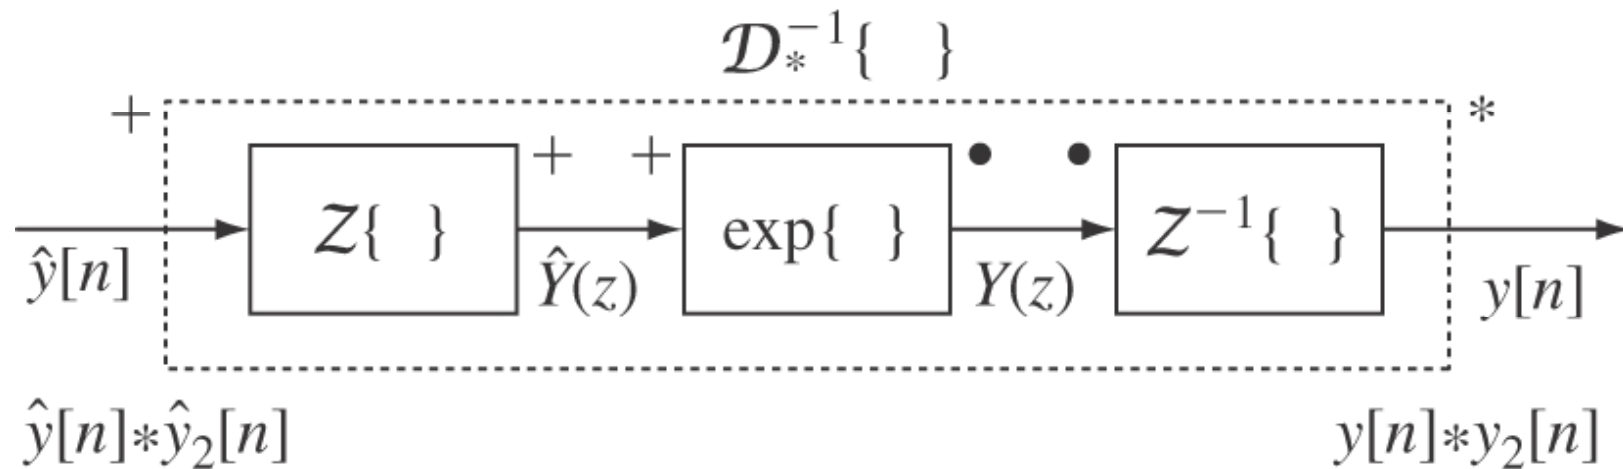 𝒟∗⁻¹{ }
+ *
+ + • •
𝒵{ } exp{ } 𝒵⁻¹{ }
ŷ[n] Ŷ(z) Y(z) y[n]
ŷ[n]∗ŷ₂[n] y[n]∗y₂[n]